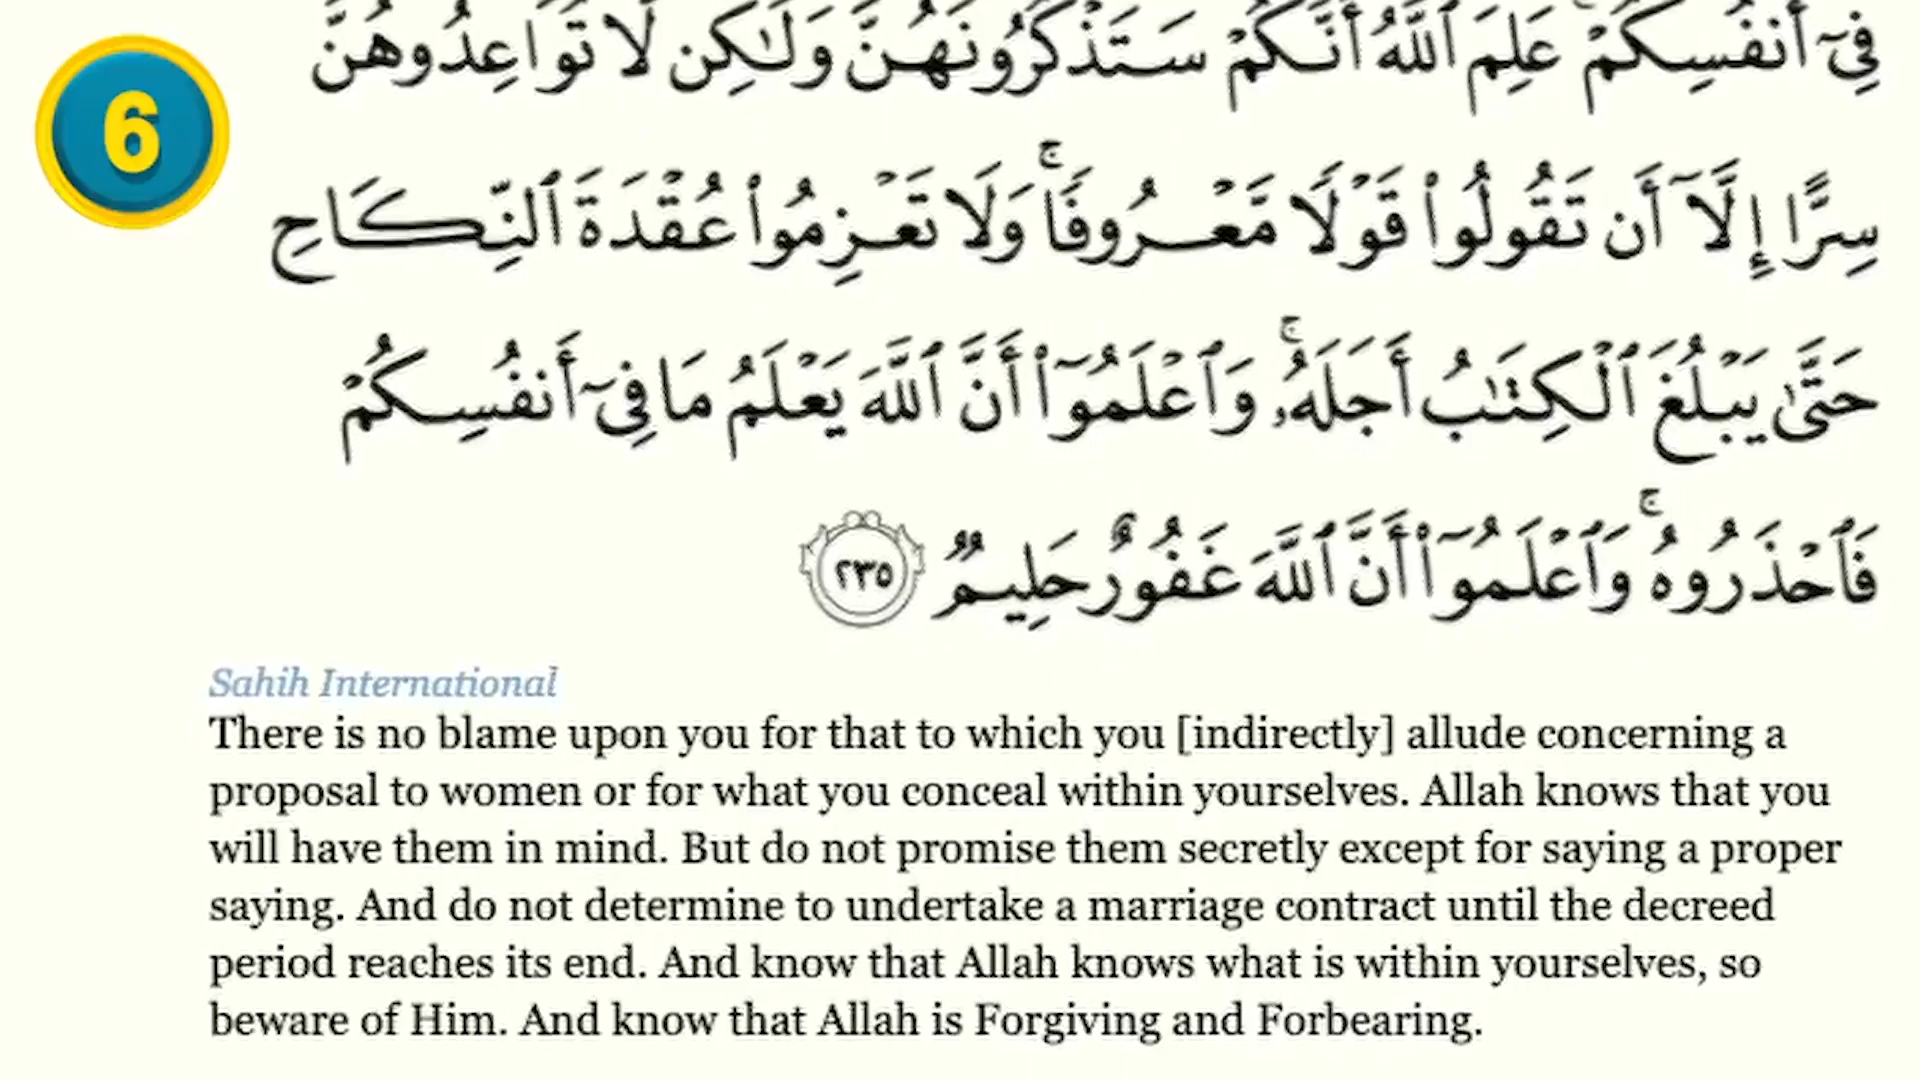 6
فِىٓ أَنفُسِكُمْ ۚ عَلِمَ ٱللَّهُ أَنَّكُمْ سَتَذْكُرُونَهُنَّ وَلَـٰكِن لَّا تُوَاعِدُوهُنَّ
سِرًّا إِلَّآ أَن تَقُولُوا۟ قَوْلًا مَّعْرُوفًا ۚ وَلَا تَعْزِمُوا۟ عُقْدَةَ ٱلنِّكَاحِ
حَتَّىٰ يَبْلُغَ ٱلْكِتَـٰبُ أَجَلَهُۥ ۚ وَٱعْلَمُوٓا۟ أَنَّ ٱللَّهَ يَعْلَمُ مَا فِىٓ أَنفُسِكُمْ
فَٱحْذَرُوهُ ۚ وَٱعْلَمُوٓا۟ أَنَّ ٱللَّهَ غَفُورٌ حَلِيمٌ ٢٣٥
Sahih International
There is no blame upon you for that to which you [indirectly] allude concerning a
proposal to women or for what you conceal within yourselves. Allah knows that you
will have them in mind. But do not promise them secretly except for saying a proper
saying. And do not determine to undertake a marriage contract until the decreed
period reaches its end. And know that Allah knows what is within yourselves, so
beware of Him. And know that Allah is Forgiving and Forbearing.